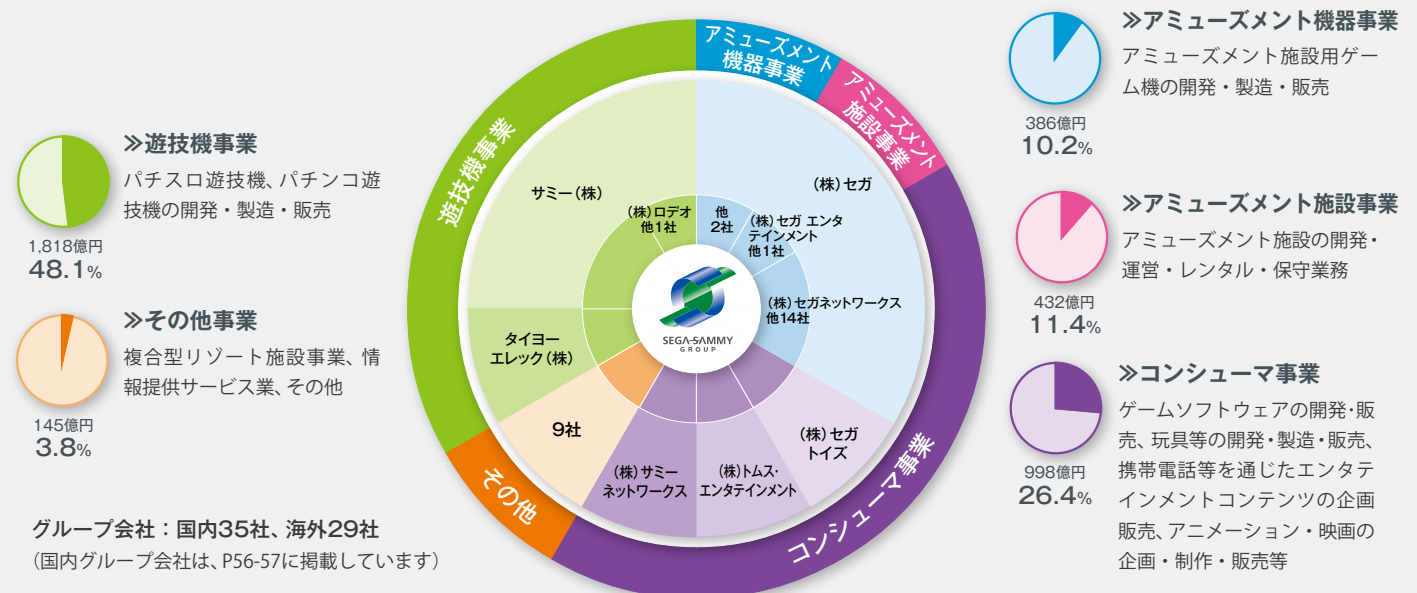 ≫遊技機事業
パチスロ遊技機、パチンコ遊
技機の開発・製造・販売
1,818億円
48.1%
≫その他事業
複合型リゾート施設事業、情
報提供サービス業、その他
145億円
3.8%
グループ会社：国内35社、海外29社
（国内グループ会社は、P56-57に掲載しています）
遊技機事業
アミューズメント
機器事業
アミューズメント
施設事業
コンシューマ事業
その他
サミー（株）
（株）ロデオ
他1社
他
2社
（株）セガ エンタ
テインメント
他1社
（株）セガ
（株）セガネットワークス
他14社
タイヨー
エレック（株）
9社
（株）サミー
ネットワークス
（株）トムス・
エンタテインメント
（株）セガ
トイズ
SEGA SAMMY
GROUP
≫アミューズメント機器事業
アミューズメント施設用ゲー
ム機の開発・製造・販売
386億円
10.2%
≫アミューズメント施設事業
アミューズメント施設の開発・
運営・レンタル・保守業務
432億円
11.4%
≫コンシューマ事業
ゲームソフトウェアの開発・販
売、玩具等の開発・製造・販売、
携帯電話等を通じたエンタテ
インメントコンテンツの企画
販売、アニメーション・映画の
企画・制作・販売等
998億円
26.4%